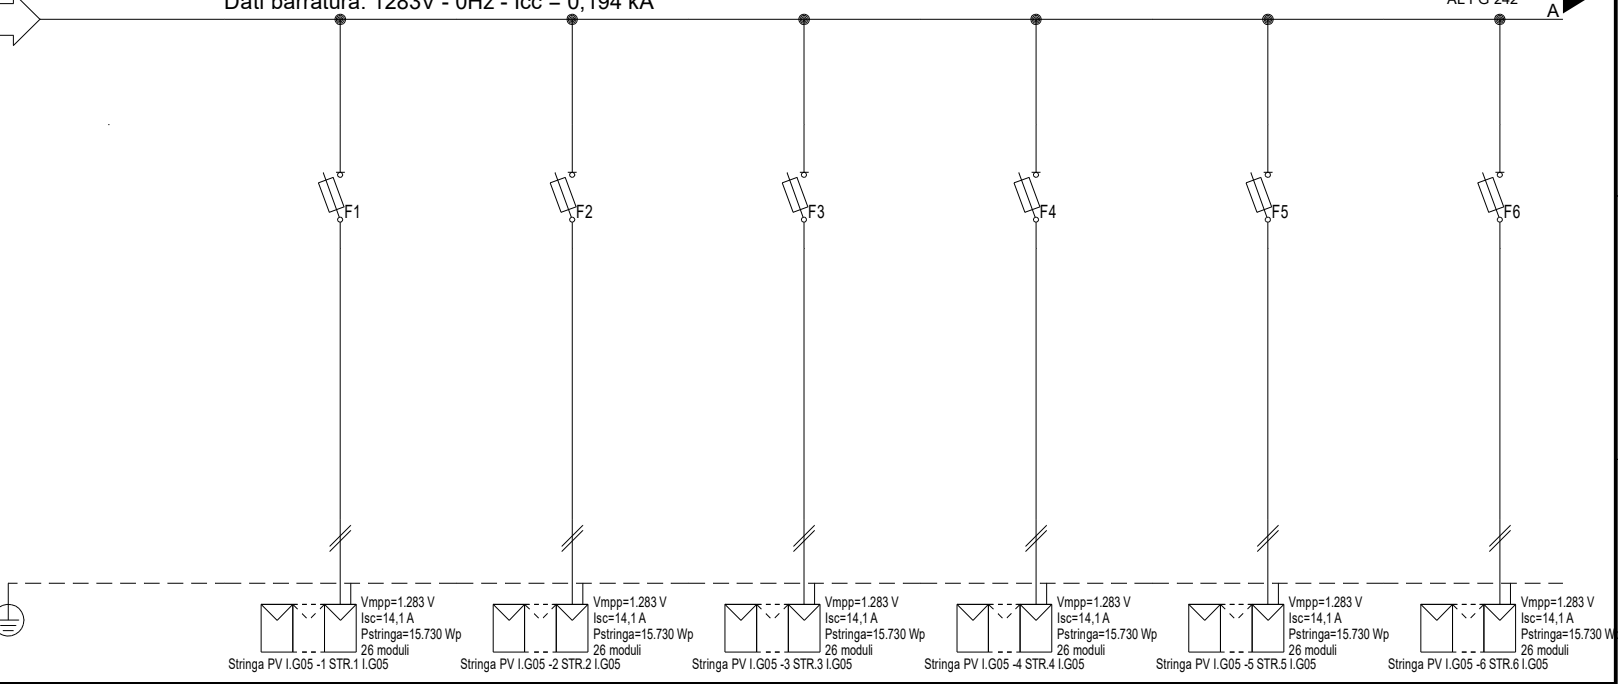 Dati barratura: 1283V - 0Hz - Icc = 0,194 kA
A
F1
F2
F3
F4
F5
F6
Vmpp=1.283 V
Isc=14,1 A
Pstringa=15.730 Wp
26 moduli
Stringa PV I.G05 -1 STR.1 I.G05
Vmpp=1.283 V
Isc=14,1 A
Pstringa=15.730 Wp
26 moduli
Stringa PV I.G05 -2 STR.2 I.G05
Vmpp=1.283 V
Isc=14,1 A
Pstringa=15.730 Wp
26 moduli
Stringa PV I.G05 -3 STR.3 I.G05
Vmpp=1.283 V
Isc=14,1 A
Pstringa=15.730 Wp
26 moduli
Stringa PV I.G05 -4 STR.4 I.G05
Vmpp=1.283 V
Isc=14,1 A
Pstringa=15.730 Wp
26 moduli
Stringa PV I.G05 -5 STR.5 I.G05
Vmpp=1.283 V
Isc=14,1 A
Pstringa=15.730 W
26 moduli
Stringa PV I.G05 -6 STR.6 I.G05